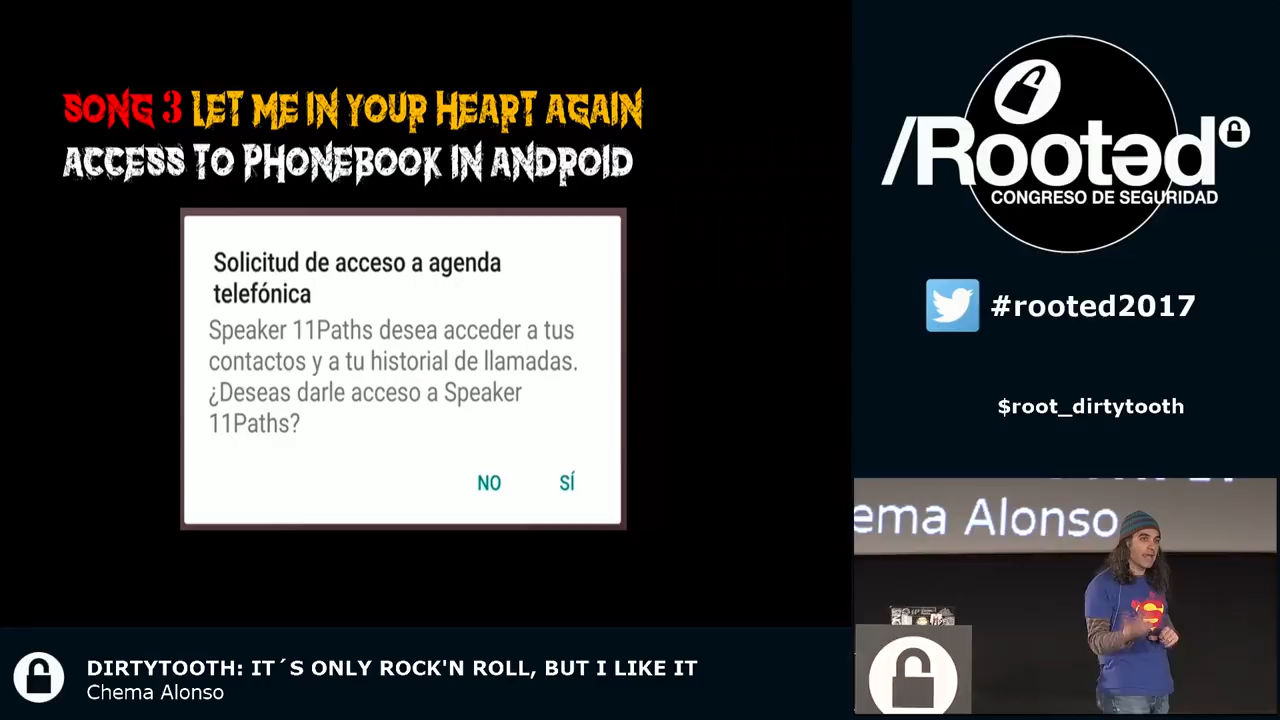 SONG 3 LET ME IN YOUR HEART AGAIN
ACCESS TO PHONEBOOK IN ANDROID
Solicitud de acceso a agenda
telefónica
Speaker 11Paths desea acceder a tus
contactos y a tu historial de llamadas.
¿Deseas darle acceso a Speaker
11Paths?
NO SÍ
/Rootəd
CONGRESO DE SEGURIDAD
#rooted2017
$root_dirtytooth
ema Alonso
DIRTYTOOTH: IT´S ONLY ROCK'N ROLL, BUT I LIKE IT
Chema Alonso